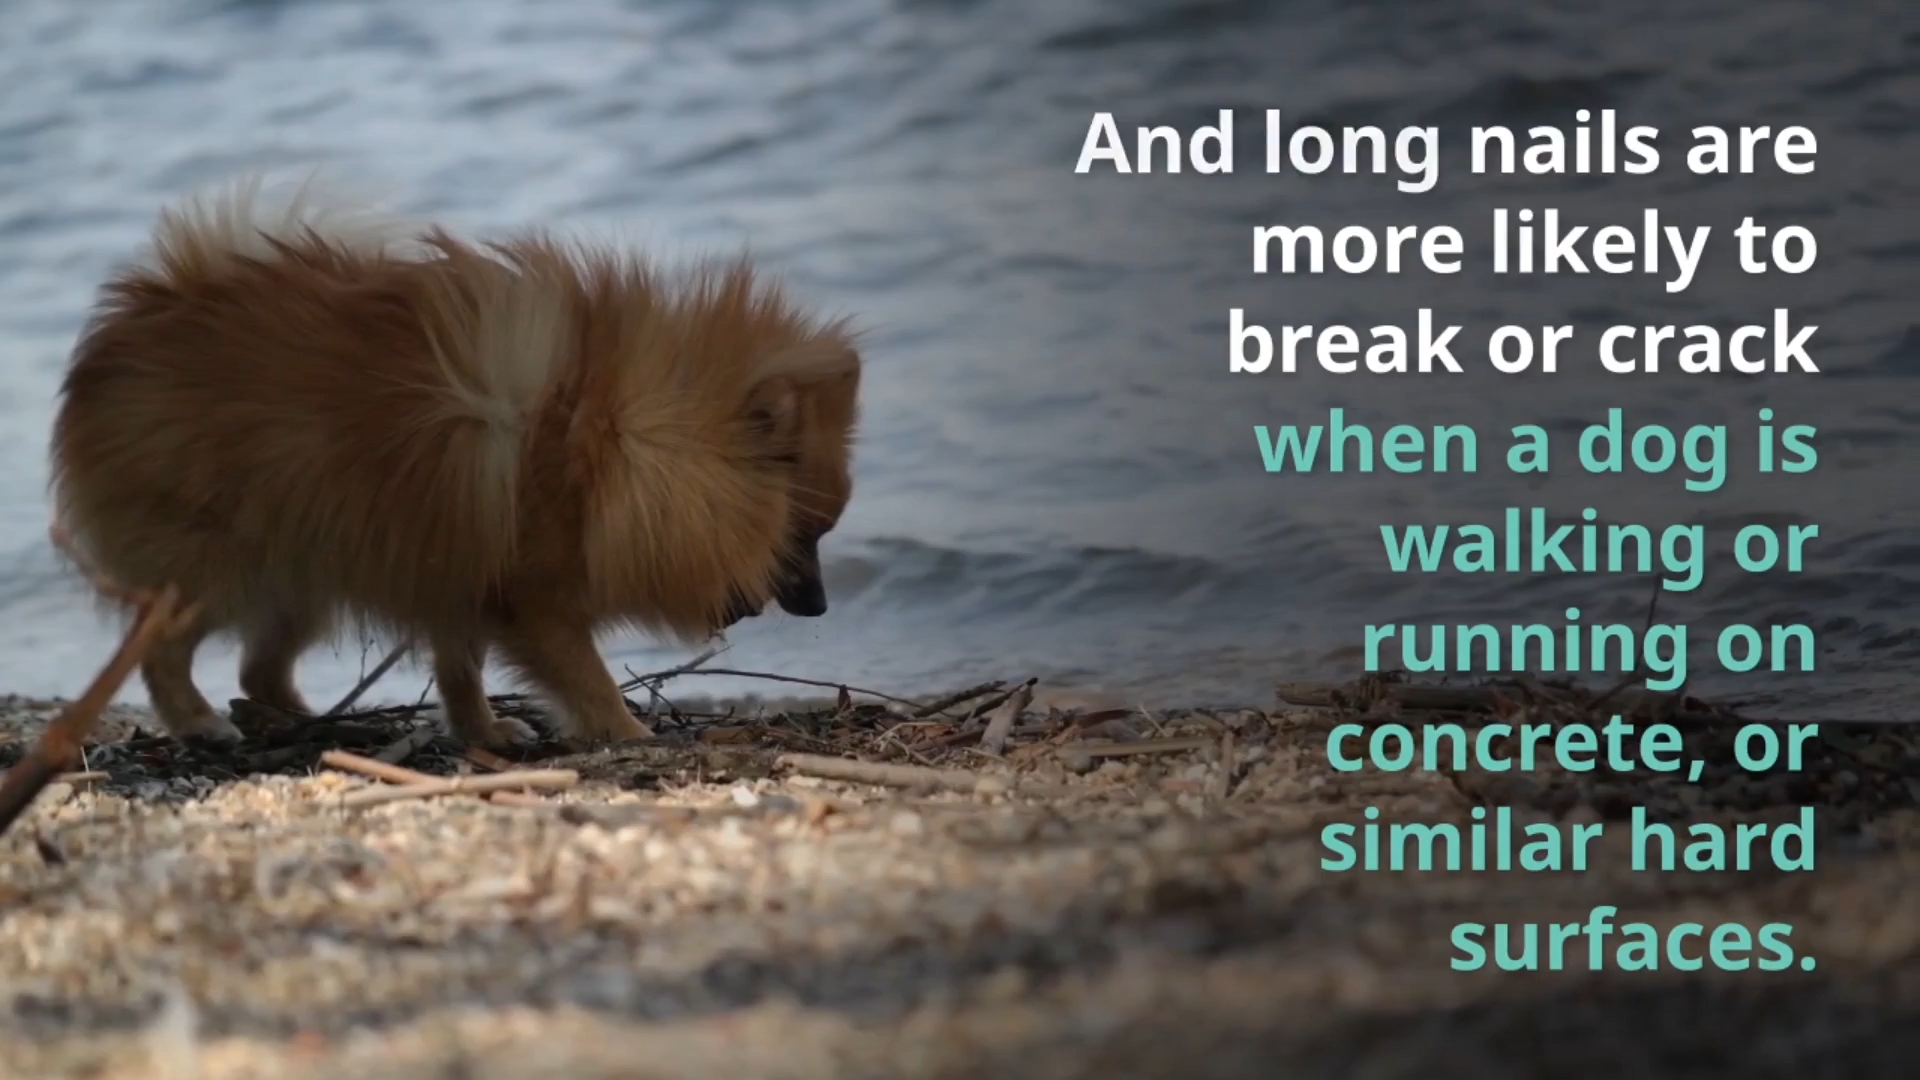 And long nails are
more likely to
break or crack
when a dog is
walking or
running on
concrete, or
similar hard
surfaces.